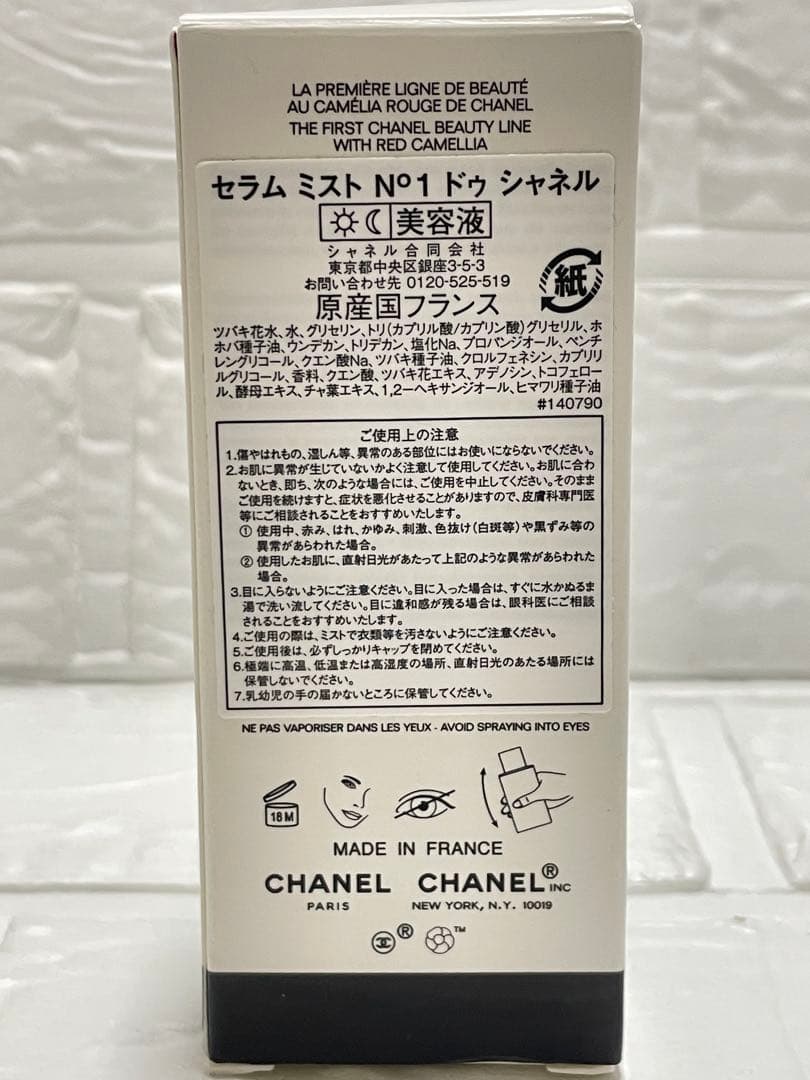 LA PREMIÈRE LIGNE DE BEAUTÉ
AU CAMÉLIA ROUGE DE CHANEL
THE FIRST CHANEL BEAUTY LINE
WITH RED CAMELLIA
セラム ミスト Nº1 ドゥ シャネル
美容液
シャネル合同会社
東京都中央区銀座3-5-3
お問い合わせ先 0120-525-519
紙
原産国フランス
ツバキ花水、水、グリセリン、トリ(カプリル酸/カプリン酸)グリセリル、ホ
ホバ種子油、ウンデカン、トリデカン、塩化Na、プロパンジオール、ペンチ
レングリコール、クエン酸Na、ツバキ種子油、クロルフェネシン、カプリリ
ルグリコール、香料、クエン酸、ツバキ花エキス、アデノシン、トコフェロー
ル、酵母エキス、チャ葉エキス、1,2-ヘキサンジオール、ヒマワリ種子油
#140790
ご使用上の注意
1.傷やはれもの、湿しん等、異常のある部位にはお使いにならないでください。
2.お肌に異常が生じていないかよく注意して使用してください。お肌に合わ
ないとき、即ち、次のような場合には、ご使用を中止してください。そのまま
ご使用を続けますと、症状を悪化させることがありますので、皮膚科専門医
等にご相談されることをおすすめいたします。
① 使用中、赤み、はれ、かゆみ、刺激、色抜け(白斑等)や黒ずみ等の
異常があらわれた場合。
② 使用したお肌に、直射日光があたって上記のような異常があらわれた
場合。
3.目に入らないようにご注意ください。目に入った場合は、すぐに水かぬるま
湯で洗い流してください。目に違和感が残る場合は、眼科医にご相談
されることをおすすめいたします。
4.ご使用の際は、ミストで衣類等を汚さないようにご注意ください。
5.ご使用後は、必ずしっかりキャップを閉めてください。
6.極端に高温、低温または高湿度の場所、直射日光のあたる場所には
保管しないでください。
7.乳幼児の手の届かないところに保管してください。
NE PAS VAPORISER DANS LES YEUX - AVOID SPRAYING INTO EYES
18 M
MADE IN FRANCE
CHANEL CHANEL® INC
PARIS NEW YORK, N.Y. 10019
® ™